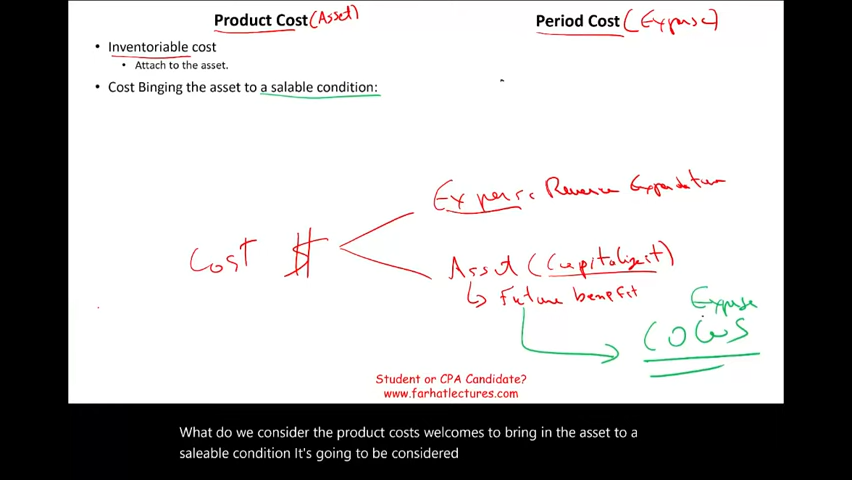 Product Cost (Asset)
Period Cost (Expense)
• Inventoriable cost
• Attach to the asset.
• Cost Binging the asset to a salable condition:
Expense: Revenue Expenditure
Cost $
Asset (Capitalized)
↳ Future benefit
Expense
COGS
Student or CPA Candidate?
www.farhatlectures.com
What do we consider the product costs welcomes to bring in the asset to a
saleable condition It's going to be considered